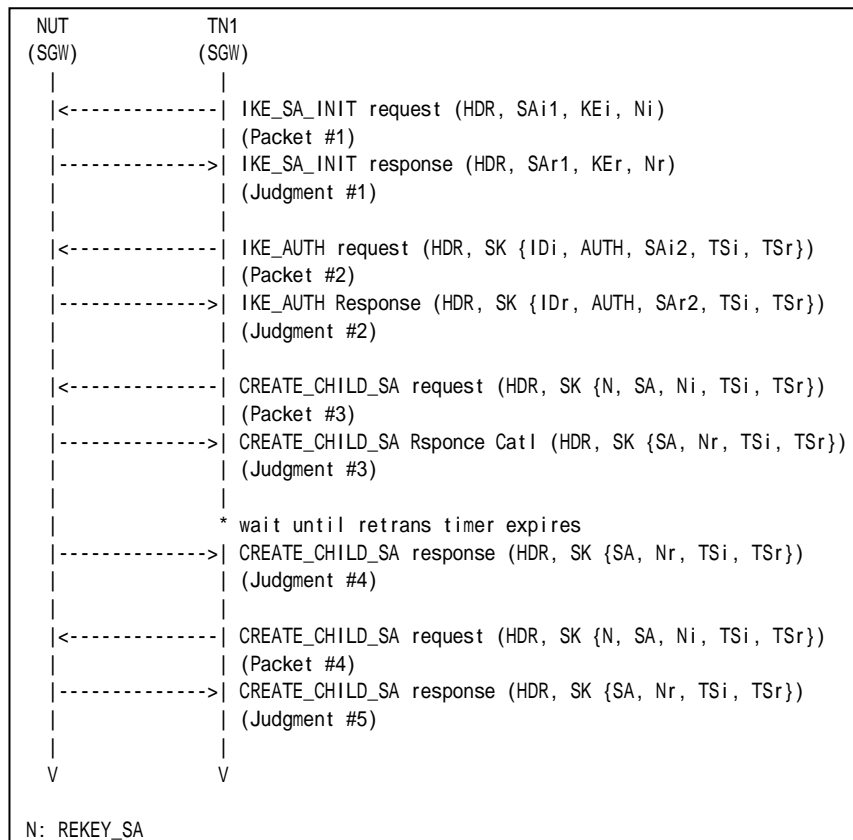 NUT TN1
(SGW) (SGW)
| |
|<--------------| IKE_SA_INIT request (HDR, SAi1, KEi, Ni)
| | (Packet #1)
|-------------->| IKE_SA_INIT response (HDR, SAr1, KEr, Nr)
| | (Judgment #1)
| |
|<--------------| IKE_AUTH request (HDR, SK {IDi, AUTH, SAi2, TSi, TSr})
| | (Packet #2)
|-------------->| IKE_AUTH Response (HDR, SK {IDr, AUTH, SAr2, TSi, TSr})
| | (Judgment #2)
| |
|<--------------| CREATE_CHILD_SA request (HDR, SK {N, SA, Ni, TSi, TSr})
| | (Packet #3)
|-------------->| CREATE_CHILD_SA Rsponce Catl (HDR, SK {SA, Nr, TSi, TSr})
| | (Judgment #3)
| |
| * wait until retrans timer expires
|-------------->| CREATE_CHILD_SA response (HDR, SK {SA, Nr, TSi, TSr})
| | (Judgment #4)
| |
|<--------------| CREATE_CHILD_SA request (HDR, SK {N, SA, Ni, TSi, TSr})
| | (Packet #4)
|-------------->| CREATE_CHILD_SA response (HDR, SK {SA, Nr, TSi, TSr})
| | (Judgment #5)
| |
V V
N: REKEY_SA